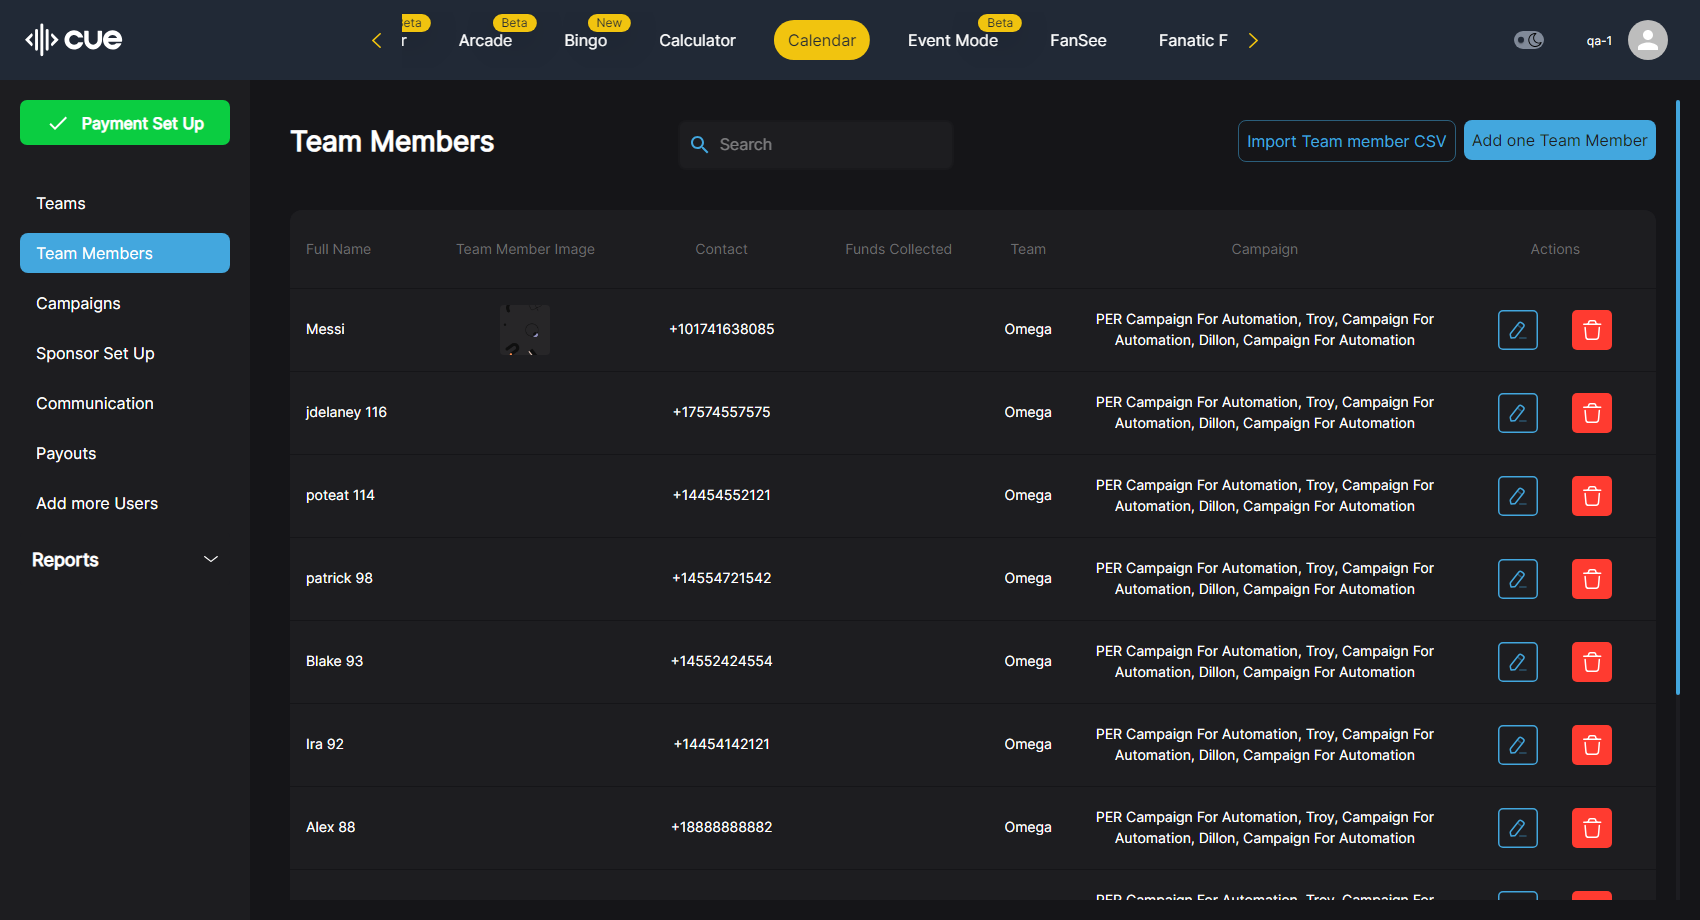 cue
Beta Beta New Beta
r Arcade Bingo Calculator Calendar Event Mode FanSee Fanatic F
qa-1
Payment Set Up
Teams
Team Members
Campaigns
Sponsor Set Up
Communication
Payouts
Add more Users
Reports
Team Members
Search
Import Team member CSV
Add one Team Member
Full Name Team Member Image Contact Funds Collected Team Campaign Actions
Messi +101741638085 Omega PER Campaign For Automation, Troy, Campaign For
Automation, Dillon, Campaign For Automation
jdelaney 116 +17574557575 Omega PER Campaign For Automation, Troy, Campaign For
Automation, Dillon, Campaign For Automation
poteat 114 +14454552121 Omega PER Campaign For Automation, Troy, Campaign For
Automation, Dillon, Campaign For Automation
patrick 98 +14554721542 Omega PER Campaign For Automation, Troy, Campaign For
Automation, Dillon, Campaign For Automation
Blake 93 +14552424554 Omega PER Campaign For Automation, Troy, Campaign For
Automation, Dillon, Campaign For Automation
Ira 92 +14454142121 Omega PER Campaign For Automation, Troy, Campaign For
Automation, Dillon, Campaign For Automation
Alex 88 +18888888882 Omega PER Campaign For Automation, Troy, Campaign For
Automation, Dillon, Campaign For Automation
PER Campaign For Automation, Troy, Campaign For